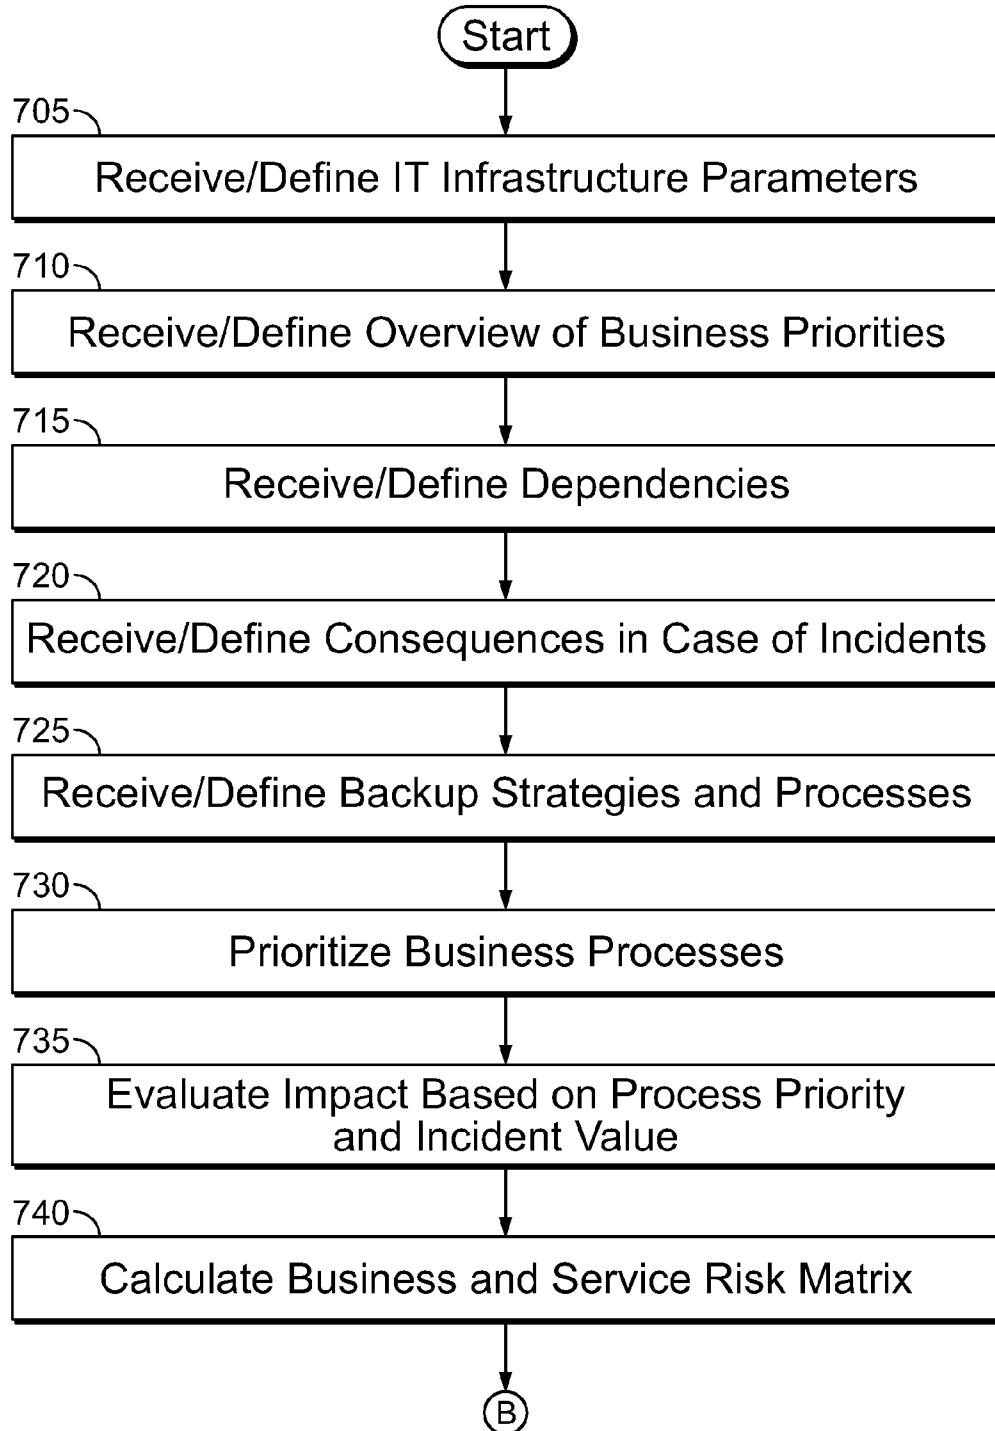 Start
705
Receive/Define IT Infrastructure Parameters
710
Receive/Define Overview of Business Priorities
715
Receive/Define Dependencies
720
Receive/Define Consequences in Case of Incidents
725
Receive/Define Backup Strategies and Processes
730
Prioritize Business Processes
735
Evaluate Impact Based on Process Priority
and Incident Value
740
Calculate Business and Service Risk Matrix
B